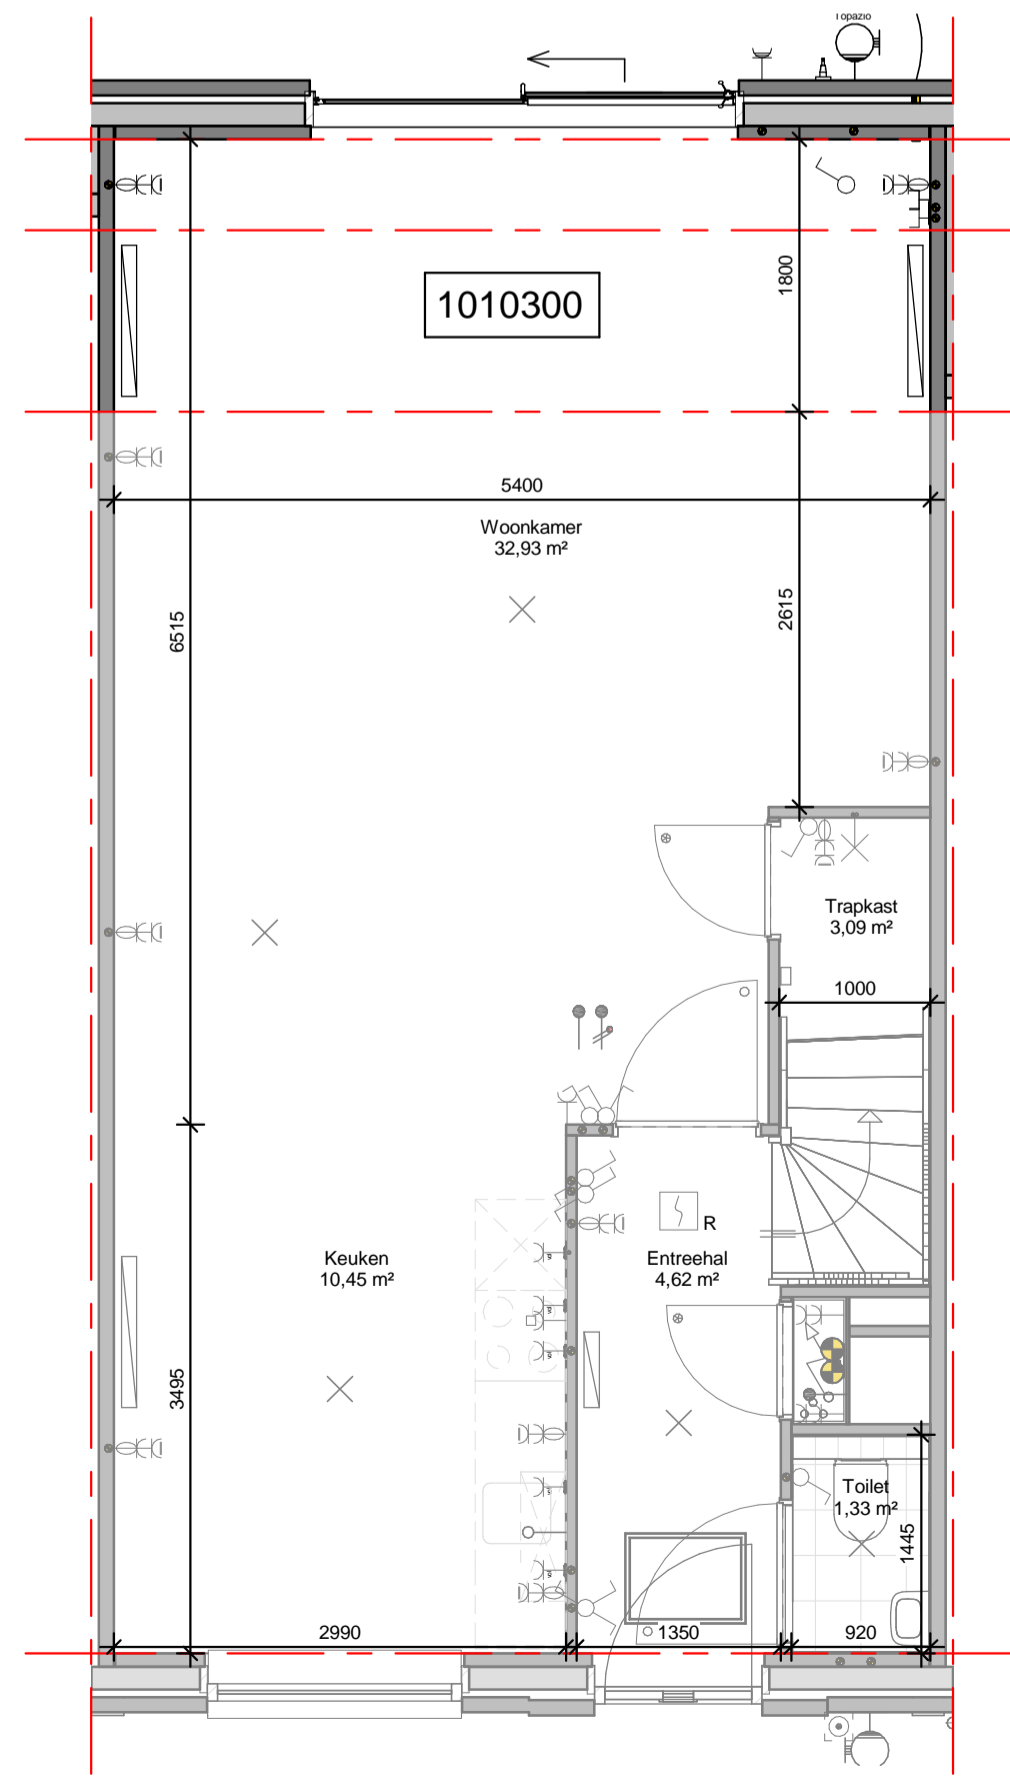 Topazio
1010300
1800
5400
Woonkamer
32,93 m²
6515
2615
Trapkast
3,09 m²
1000
R
Keuken
10,45 m²
Entreehal
4,62 m²
3495
Toilet
1,33 m²
1445
2990
1350
920